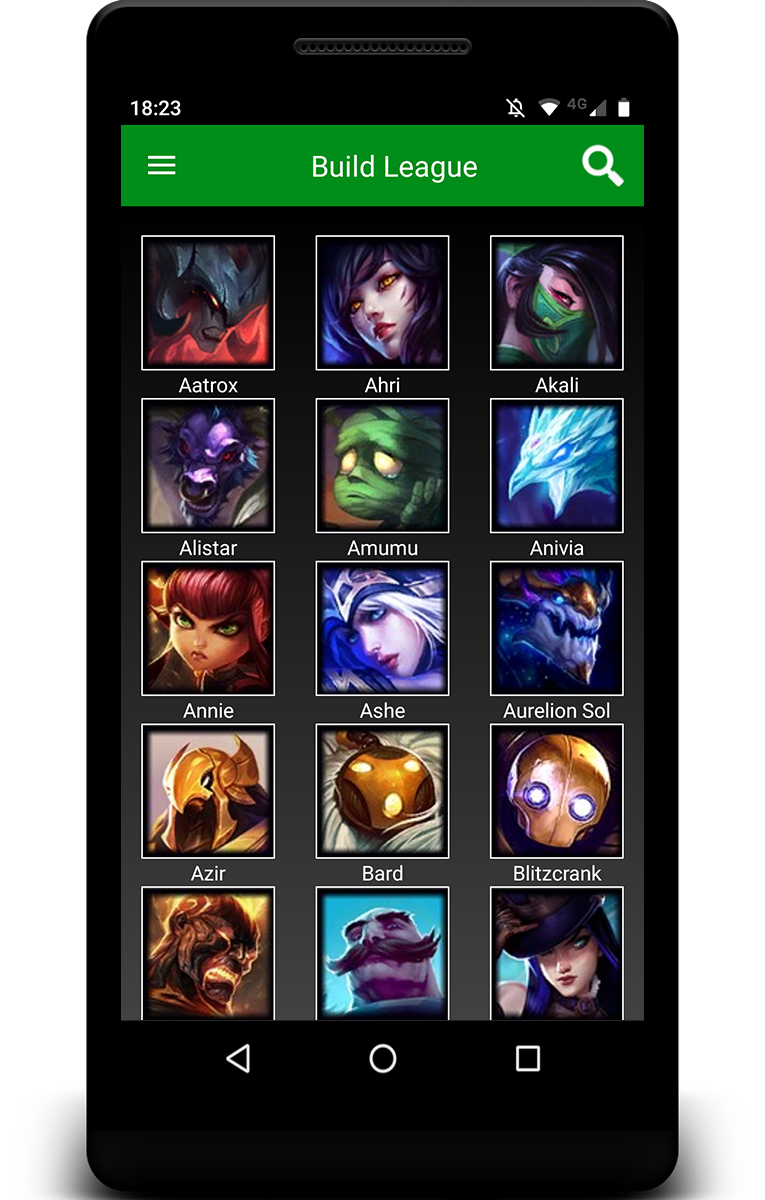 18:23
4G
Build League
Aatrox
Ahri
Akali
Alistar
Amumu
Anivia
Annie
Ashe
Aurelion Sol
Azir
Bard
Blitzcrank